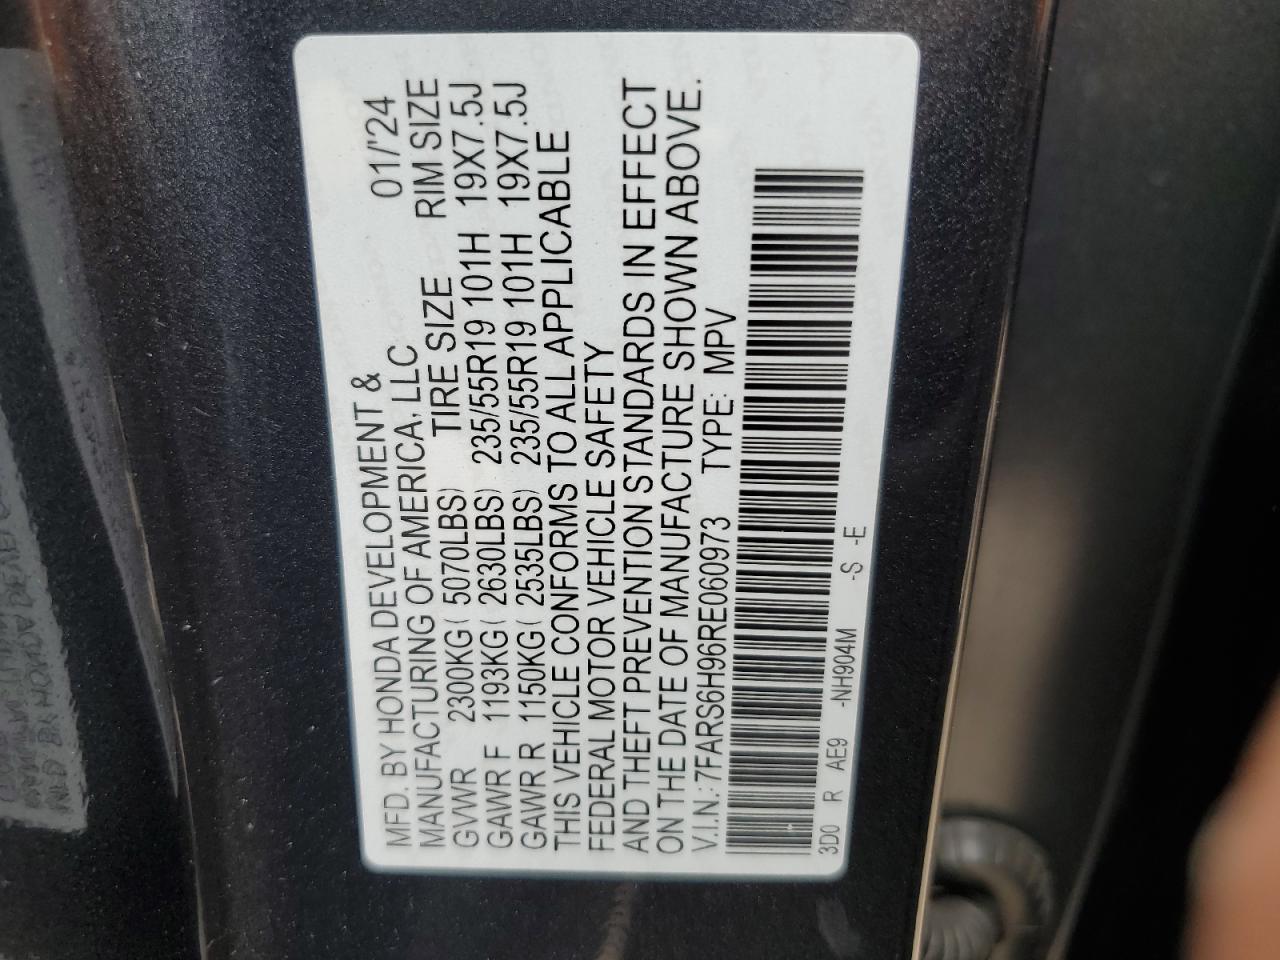 MFD. BY HONDA DEVELOPMENT &
MANUFACTURING OF AMERICA, LLC 01/'24
GVWR 2300KG( 5070LBS) TIRE SIZE RIM SIZE
GAWR F 1193KG( 2630LBS) 235/55R19 101H 19X7.5J
GAWR R 1150KG( 2535LBS) 235/55R19 101H 19X7.5J
THIS VEHICLE CONFORMS TO ALL APPLICABLE
FEDERAL MOTOR VEHICLE SAFETY
AND THEFT PREVENTION STANDARDS IN EFFECT
ON THE DATE OF MANUFACTURE SHOWN ABOVE.
V.I.N.: 7FARS6H96RE060973 TYPE: MPV
3D0 R AE9 -NH904M -S -E